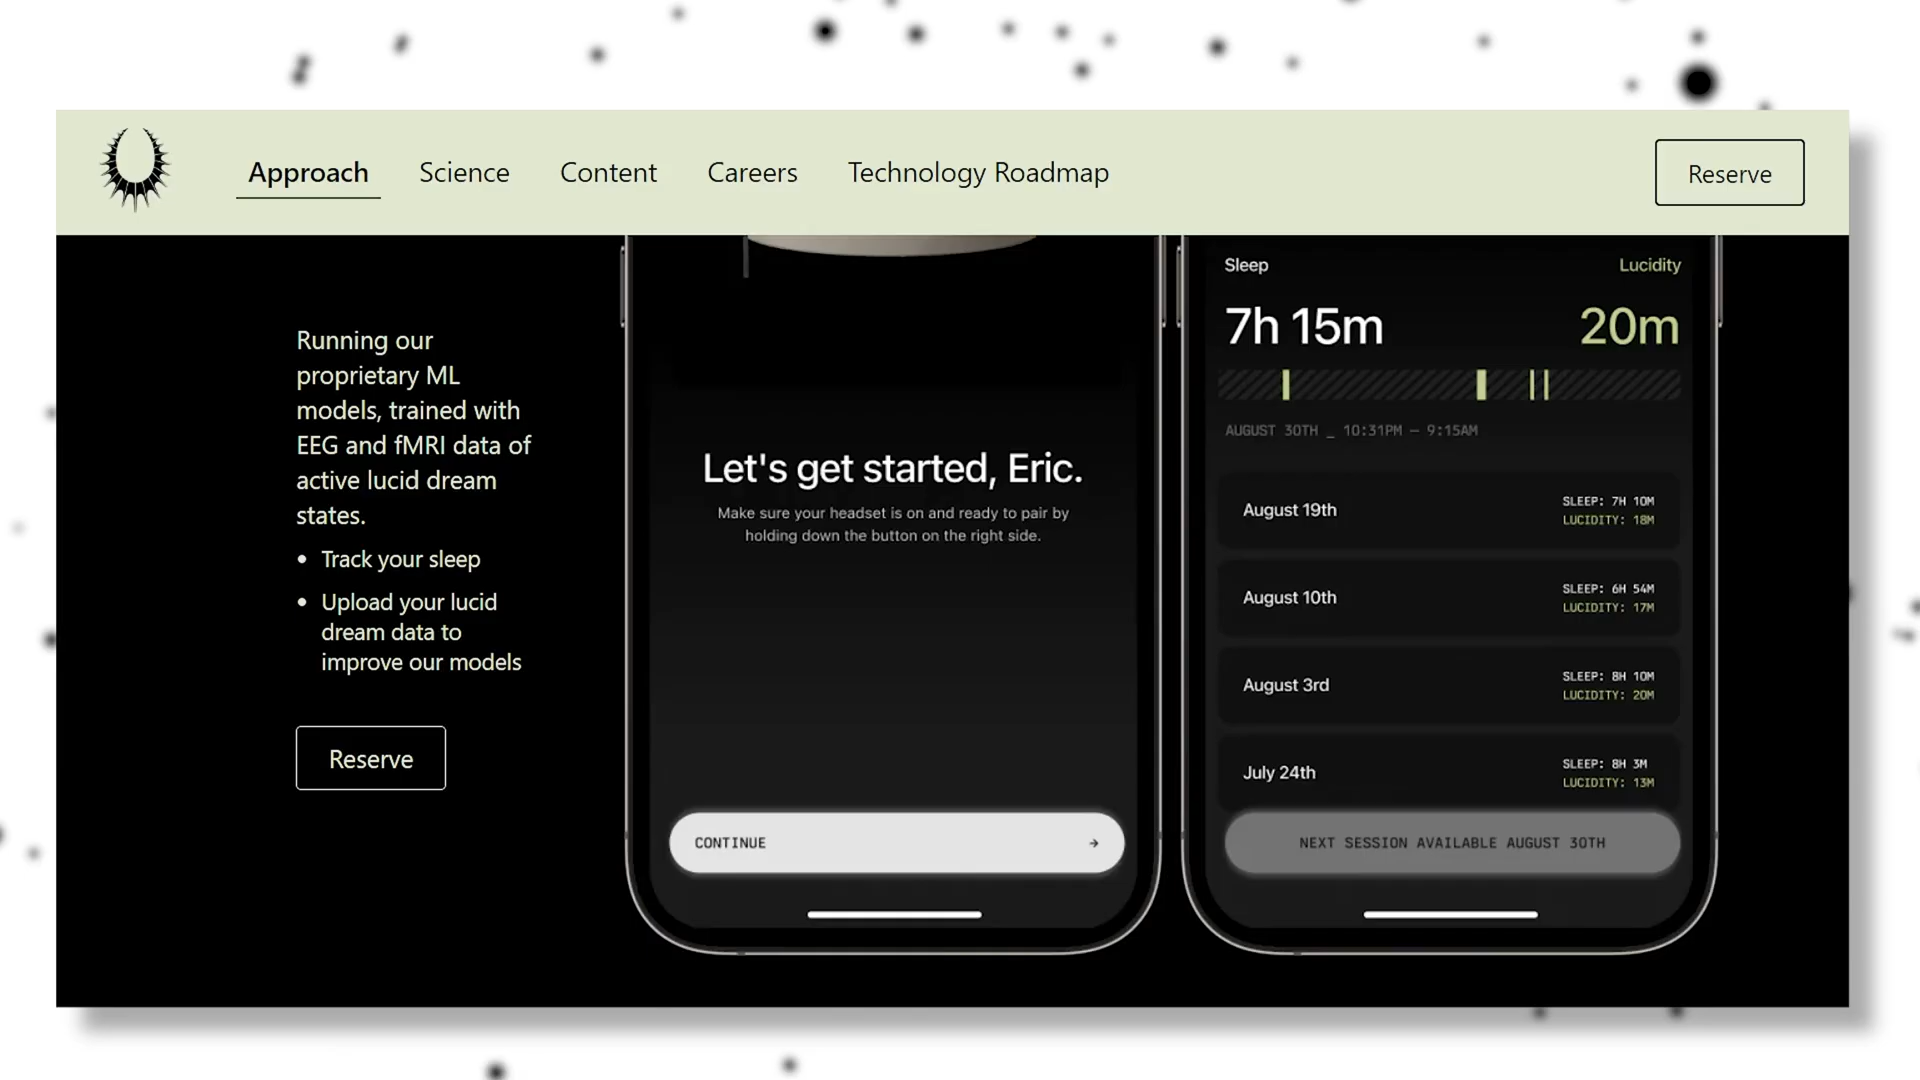 Approach
Science
Content
Careers
Technology Roadmap
Reserve
Running our
proprietary ML
models, trained with
EEG and fMRI data of
active lucid dream
states.
• Track your sleep
• Upload your lucid
dream data to
improve our models
Reserve
Let's get started, Eric.
Make sure your headset is on and ready to pair by
holding down the button on the right side.
CONTINUE →
Sleep
Lucidity
7h 15m
20m
AUGUST 30TH _ 10:31PM — 9:15AM
August 19th
SLEEP: 7H 10M
LUCIDITY: 18M
August 10th
SLEEP: 6H 54M
LUCIDITY: 17M
August 3rd
SLEEP: 8H 10M
LUCIDITY: 20M
July 24th
SLEEP: 8H 3M
LUCIDITY: 13M
NEXT SESSION AVAILABLE AUGUST 30TH